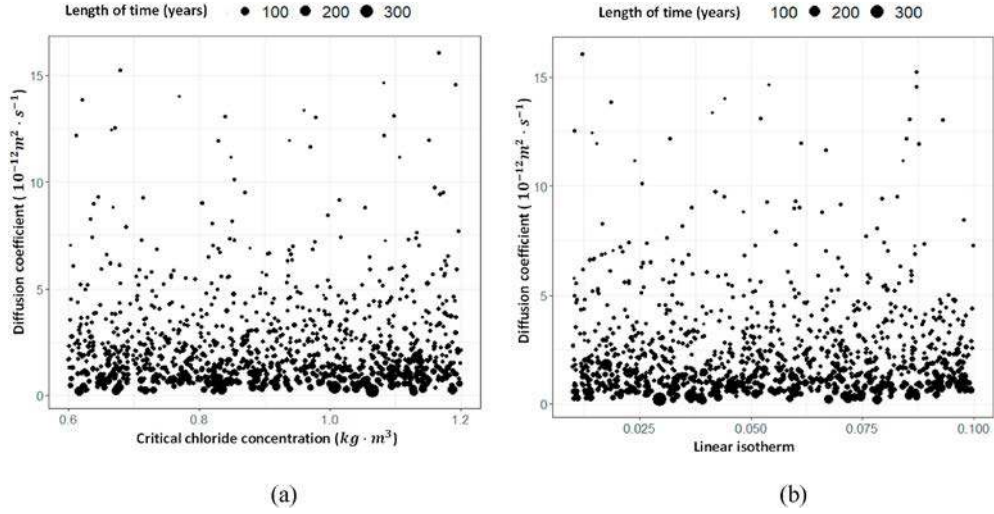 Length of time (years) 100 200 300
15
10
5
0
Diffusion coefficient ( 10⁻¹²m² · s⁻¹)
0.6 0.8 1.0 1.2
Critical chloride concentration (kg · m³)
(a)
Length of time (years) 100 200 300
15
10
5
0
Diffusion coefficient ( 10⁻¹²m² · s⁻¹)
0.025 0.050 0.075 0.100
Linear isotherm
(b)